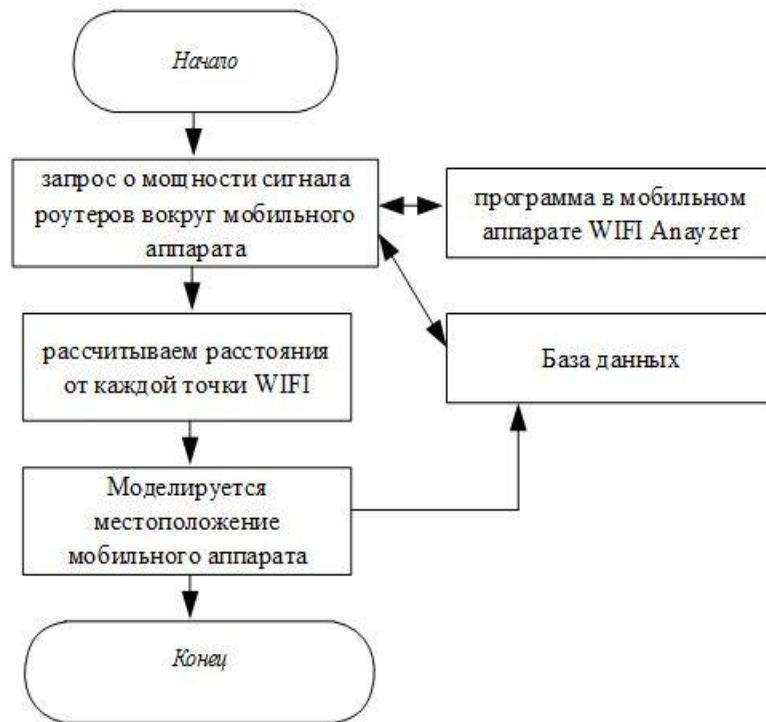 Начало
запрос о мощности сигнала
роутеров вокруг мобильного
аппарата
программа в мобильном
аппарате WIFI Anayzer
рассчитываем расстояния
от каждой точки WIFI
База данных
Моделируется
местоположение
мобильного аппарата
Конец